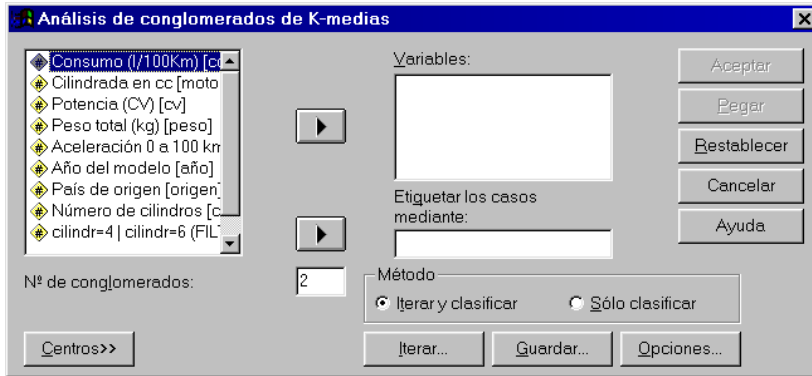 Análisis de conglomerados de K-medias
Consumo (l/100Km) [co
Cilindrada en cc [moto
Potencia (CV) [cv]
Peso total (kg) [peso]
Aceleración 0 a 100 km
Año del modelo [año]
País de origen [origen]
Número de cilindros [c
cilindr=4 | cilindr=6 (FIL
Nº de conglomerados:
2
Centros>>
Variables:
Etiquetar los casos
mediante:
Método
Iterar y clasificar
Sólo clasificar
Iterar...
Guardar...
Opciones...
Aceptar
Pegar
Restablecer
Cancelar
Ayuda